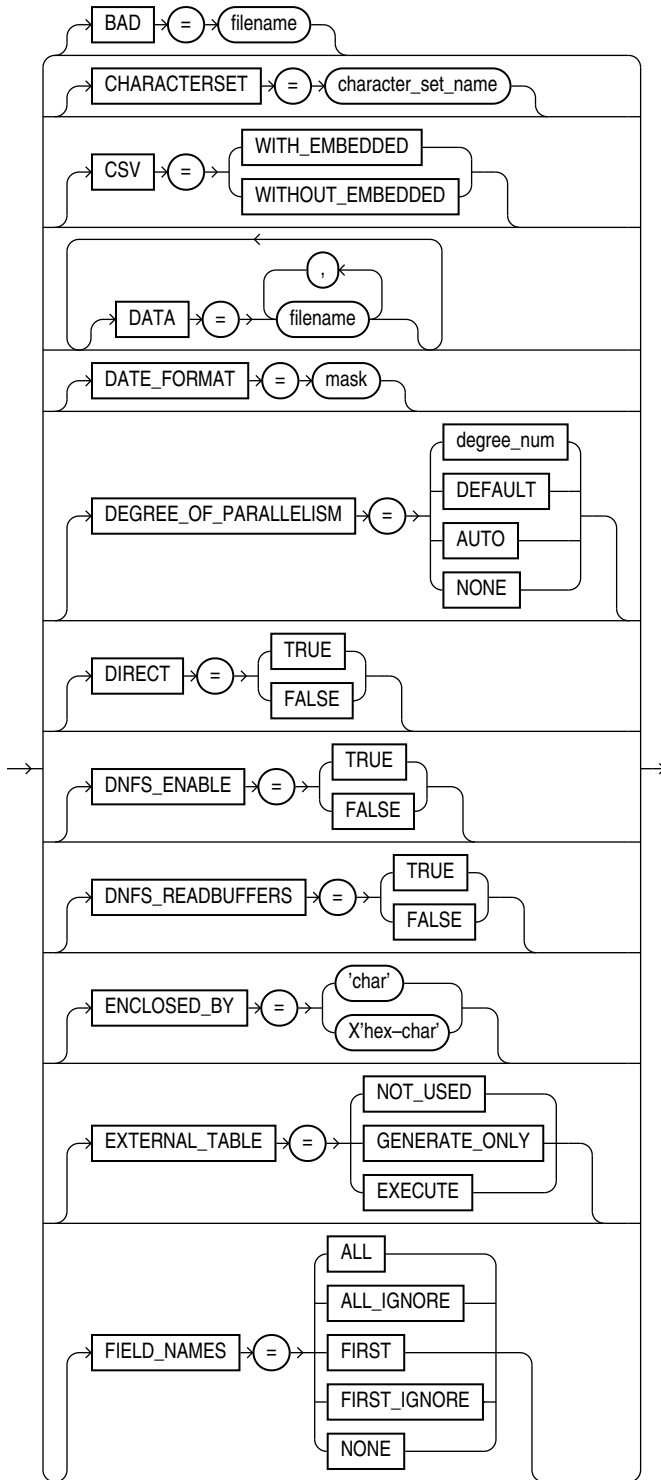 BAD = filename
CHARACTERSET = character_set_name
CSV = WITH_EMBEDDED
WITHOUT_EMBEDDED
,
DATA = filename
DATE_FORMAT = mask
degree_num
DEFAULT
DEGREE_OF_PARALLELISM =
AUTO
NONE
TRUE
DIRECT =
FALSE
TRUE
DNFS_ENABLE =
FALSE
TRUE
DNFS_READBUFFERS =
FALSE
'char'
ENCLOSED_BY =
X'hex–char'
NOT_USED
EXTERNAL_TABLE = GENERATE_ONLY
EXECUTE
ALL
ALL_IGNORE
FIELD_NAMES = FIRST
FIRST_IGNORE
NONE